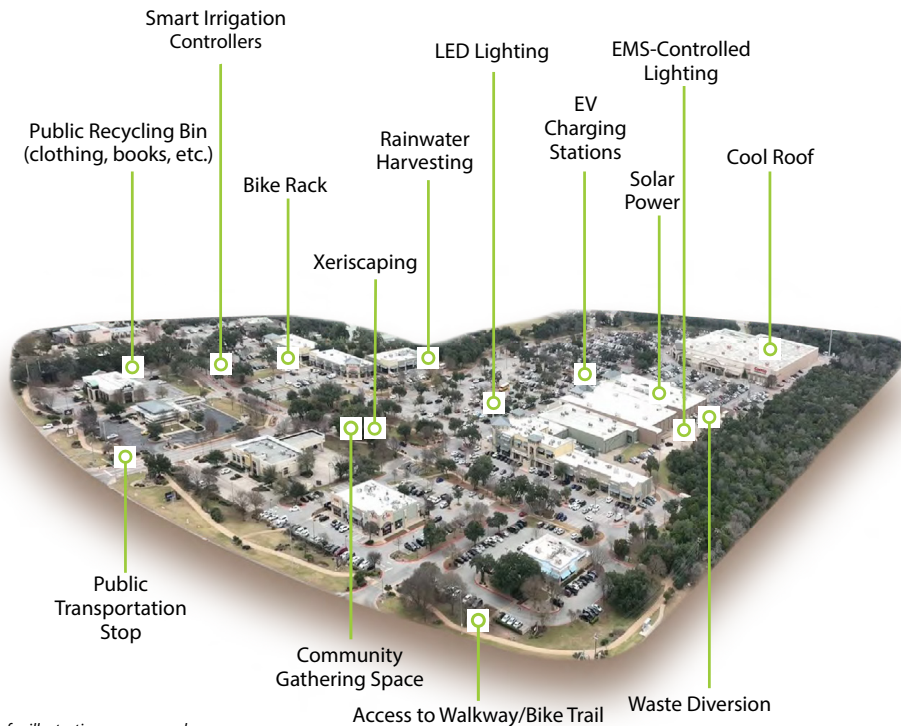 Smart Irrigation
Controllers
LED Lighting
EMS-Controlled
Lighting
EV
Charging
Stations
Public Recycling Bin
(clothing, books, etc.)
Rainwater
Harvesting
Cool Roof
Bike Rack
Solar
Power
Xeriscaping
Public
Transportation
Stop
Community
Gathering Space
Access to Walkway/Bike Trail
Waste Diversion